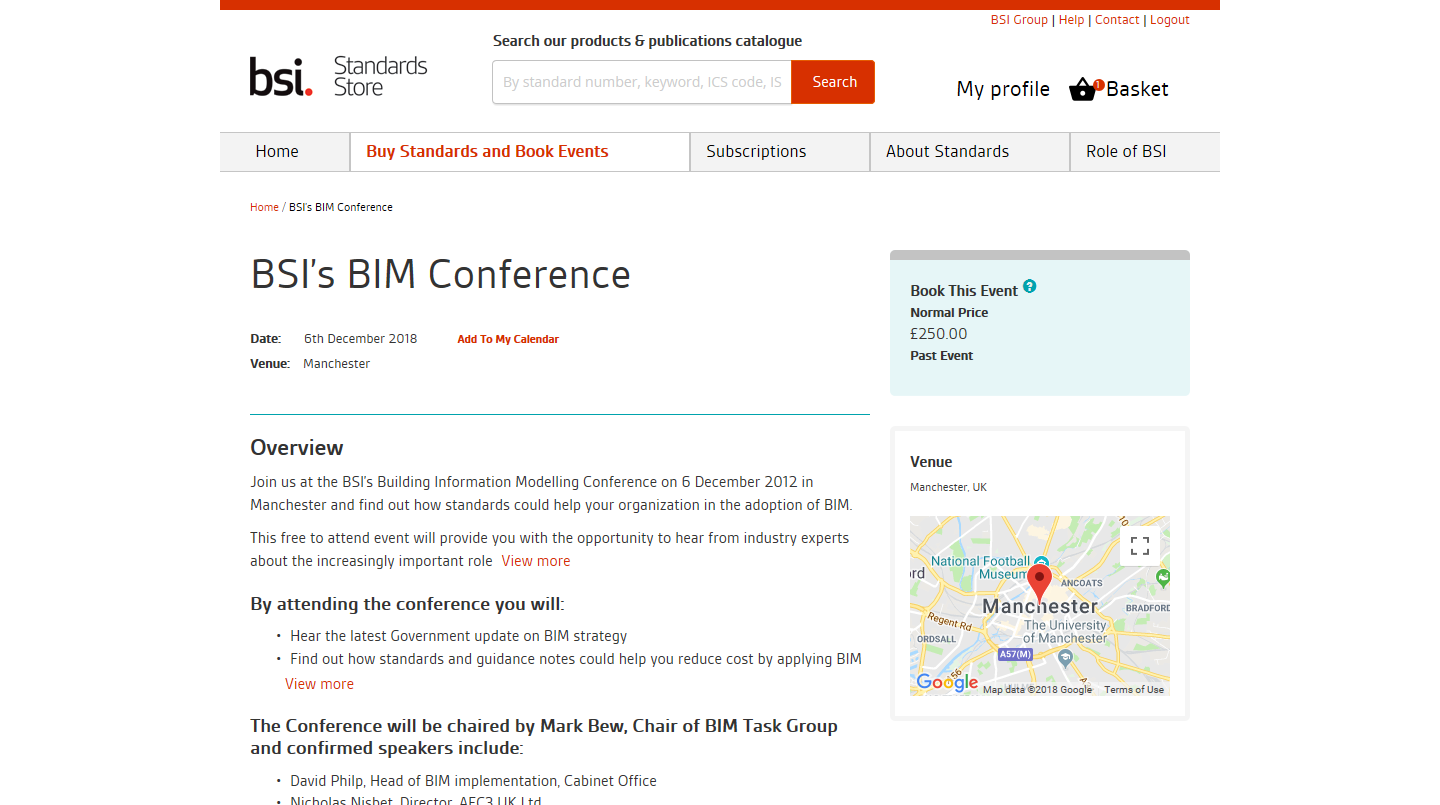 BSI Group | Help | Contact | Logout
Search our products & publications catalogue
bsi. Standards Store
By standard number, keyword, ICS code, IS
Search
My profile
1
Basket
Home
Buy Standards and Book Events
Subscriptions
About Standards
Role of BSI
Home / BSI's BIM Conference
BSI's BIM Conference
Date: 6th December 2018 Add To My Calendar
Venue: Manchester
Overview
Join us at the BSI's Building Information Modelling Conference on 6 December 2012 in
Manchester and find out how standards could help your organization in the adoption of BIM.
This free to attend event will provide you with the opportunity to hear from industry experts
about the increasingly important role View more
By attending the conference you will:
• Hear the latest Government update on BIM strategy
• Find out how standards and guidance notes could help you reduce cost by applying BIM
View more
The Conference will be chaired by Mark Bew, Chair of BIM Task Group
and confirmed speakers include:
• David Philp, Head of BIM implementation, Cabinet Office
• Nicholas Nisbet, Director, AEC3 UK Ltd
Book This Event ?
Normal Price
£250.00
Past Event
Venue
Manchester, UK
10
National Football
Museum
ord
ANCOATS
Manchester
BRADFORD
Regent Rd
The University
of Manchester
ORDSALL
A57(M)
56
Google
Map data ©2018 Google
Terms of Use